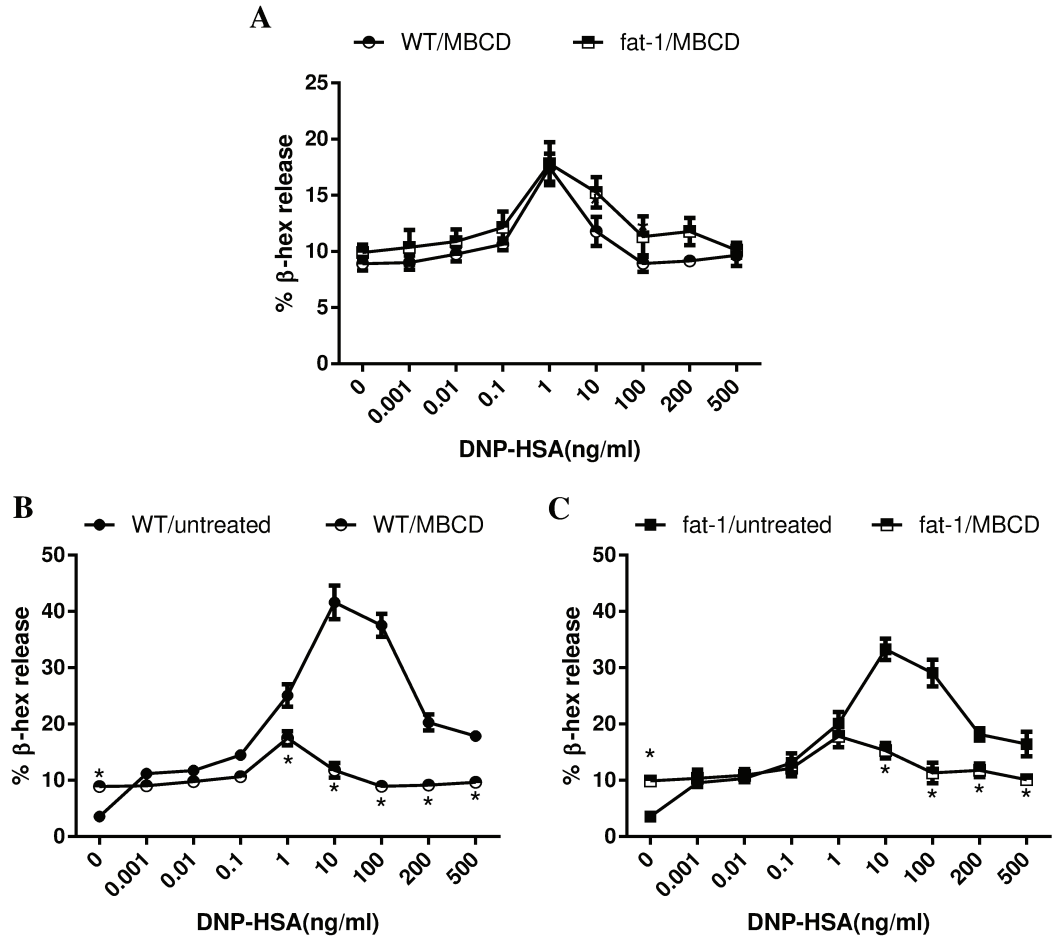 A
WT/MBCD fat-1/MBCD
25
20
15
10
5
0
% β-hex release
0 0.001 0.01 0.1 1 10 100 200 500
DNP-HSA(ng/ml)
B
WT/untreated WT/MBCD
50
40
30
20
10
0
% β-hex release
* * * * * *
0 0.001 0.01 0.1 1 10 100 200 500
DNP-HSA(ng/ml)
C
fat-1/untreated fat-1/MBCD
50
40
30
20
10
0
% β-hex release
* * * * *
0 0.001 0.01 0.1 1 10 100 200 500
DNP-HSA(ng/ml)